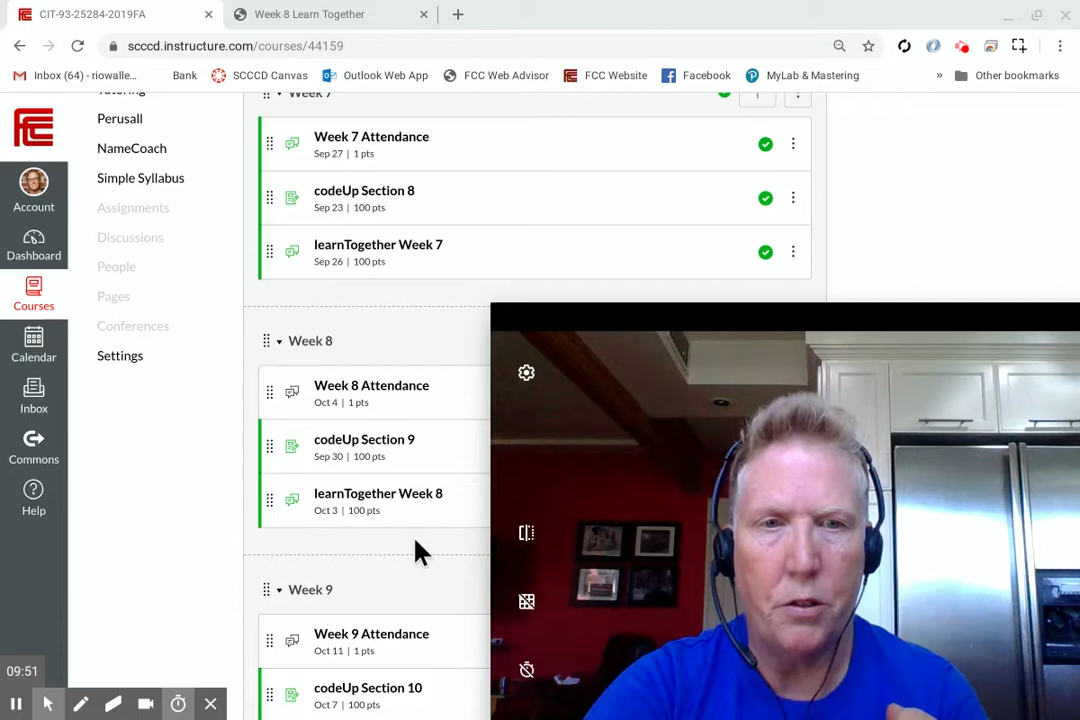 CIT-93-25284-2019FA
Week 8 Learn Together
scccd.instructure.com/courses/44159
Inbox (64) - riowalle...
Bank
SCCCD Canvas
Outlook Web App
FCC Web Advisor
FCC Website
Facebook
MyLab & Mastering
»
Other bookmarks
Account
Dashboard
Courses
Calendar
Inbox
Commons
Help
Tutoring
Perusall
NameCoach
Simple Syllabus
Assignments
Discussions
People
Pages
Conferences
Settings
Week 7
Week 7 Attendance
Sep 27 | 1 pts
codeUp Section 8
Sep 23 | 100 pts
learnTogether Week 7
Sep 26 | 100 pts
Week 8
Week 8 Attendance
Oct 4 | 1 pts
codeUp Section 9
Sep 30 | 100 pts
learnTogether Week 8
Oct 3 | 100 pts
Week 9
Week 9 Attendance
Oct 11 | 1 pts
codeUp Section 10
Oct 7 | 100 pts
09:51